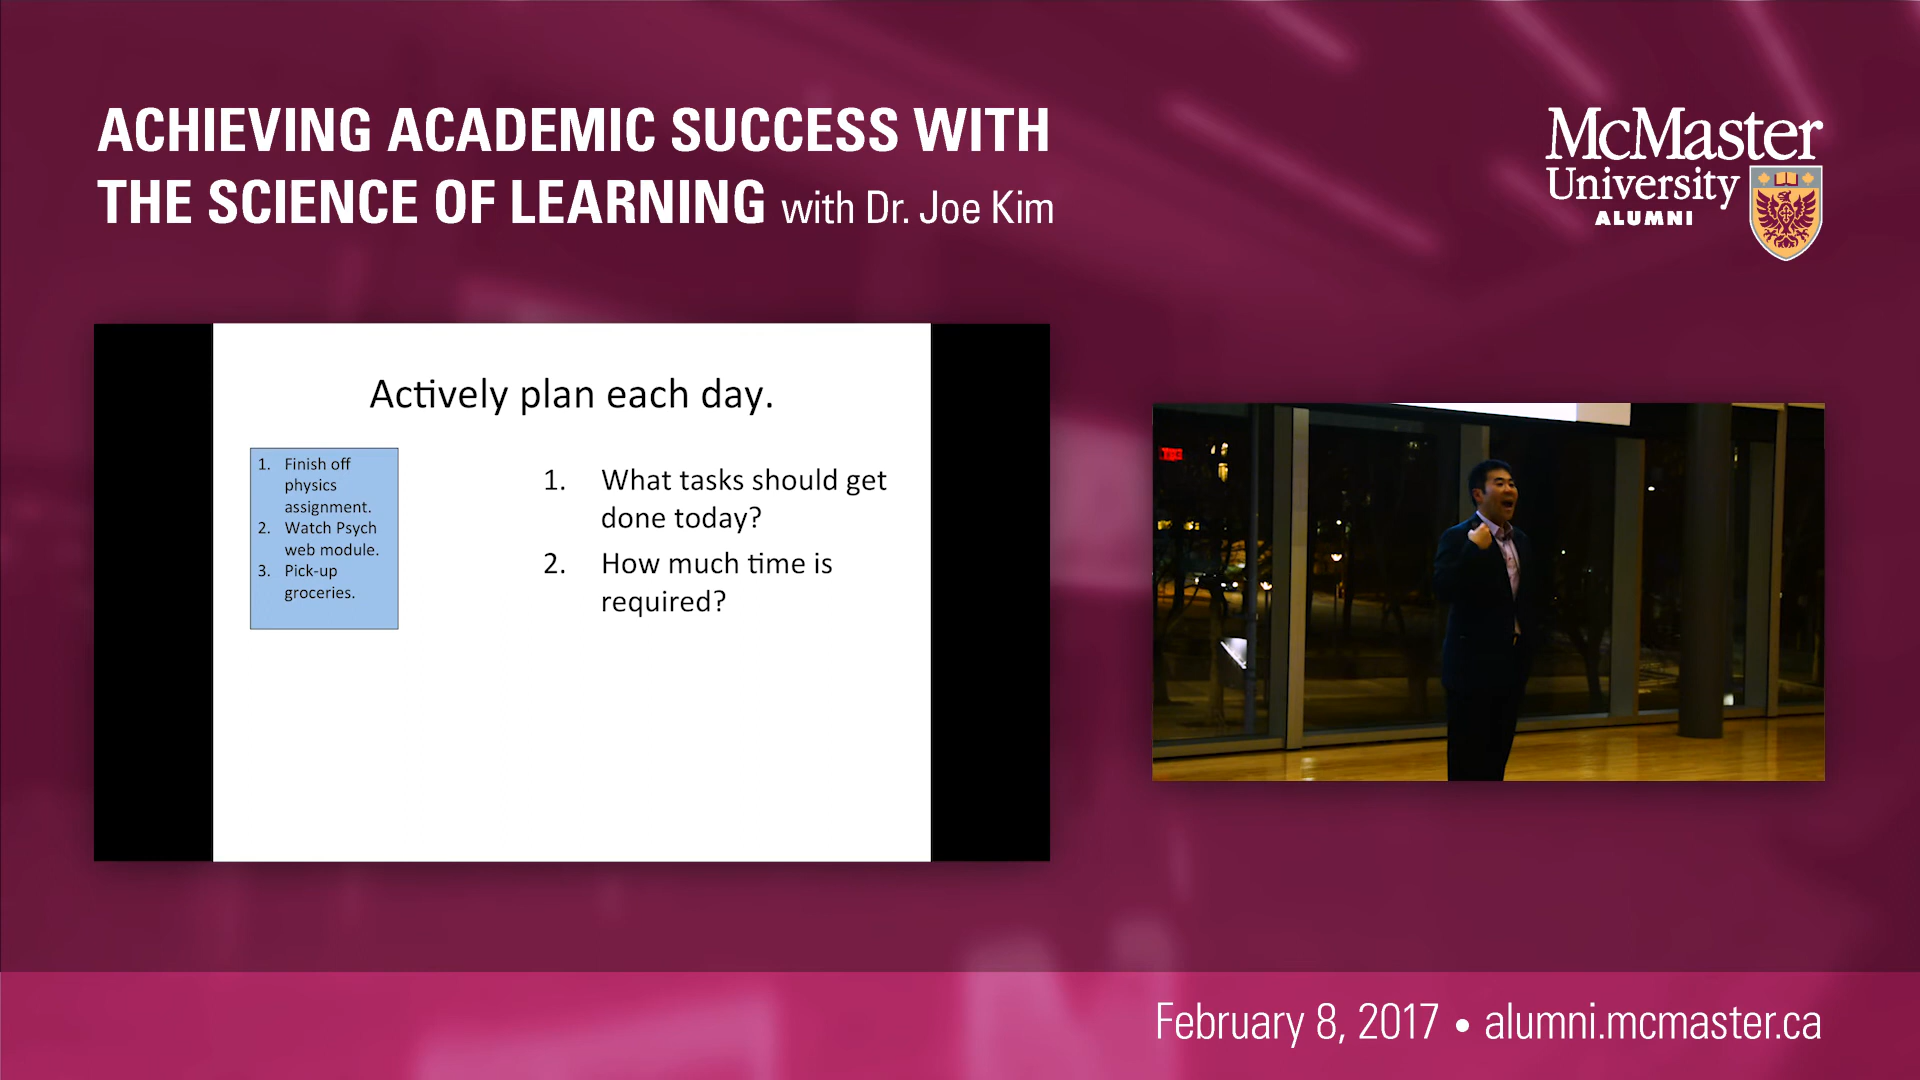 ACHIEVING ACADEMIC SUCCESS WITH
THE SCIENCE OF LEARNING with Dr. Joe Kim
McMaster
University
ALUMNI
Actively plan each day.
1. Finish off
physics
assignment.
2. Watch Psych
web module.
3. Pick-up
groceries.
1. What tasks should get
done today?
2. How much time is
required?
February 8, 2017 • alumni.mcmaster.ca